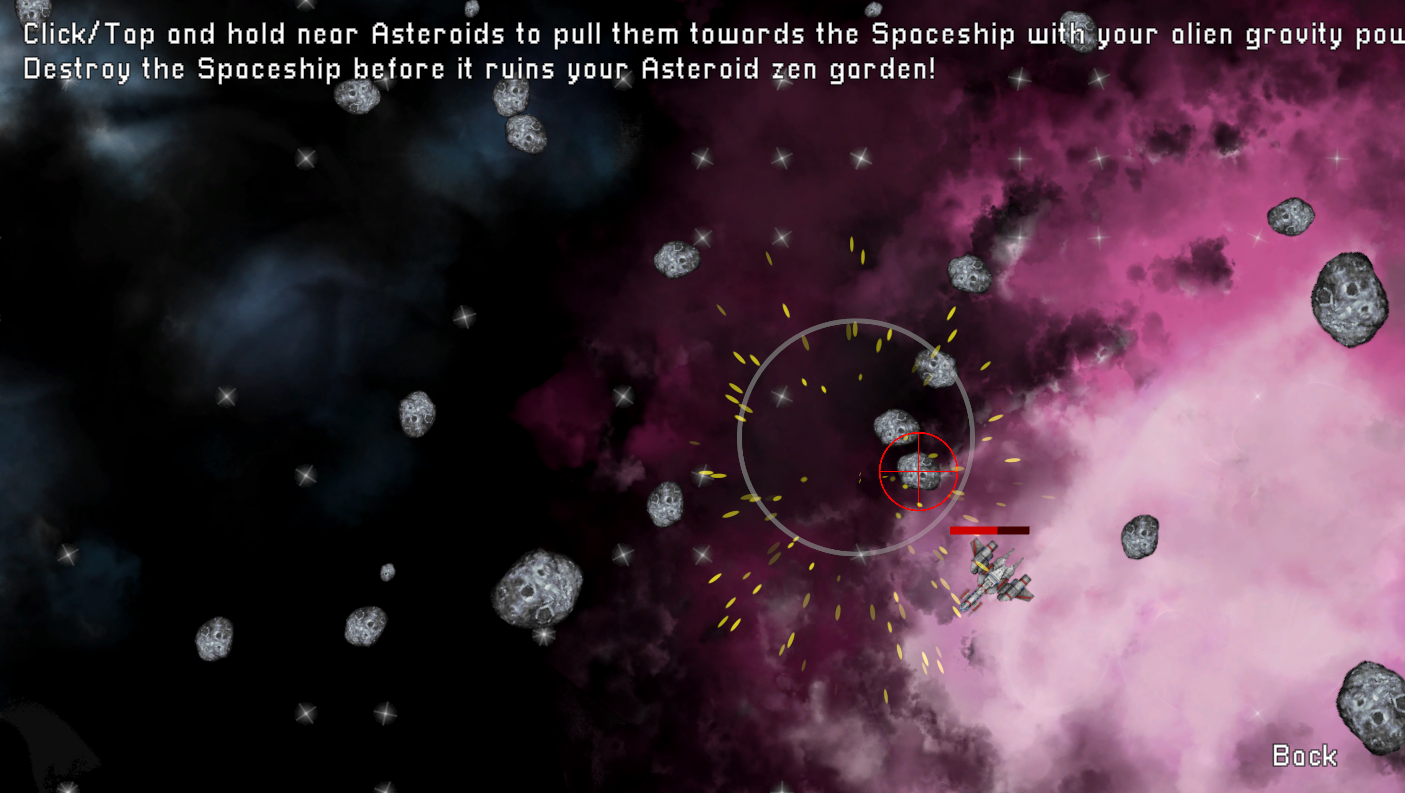 Click/Tap and hold near Asteroids to pull them towards the Spaceship with your alien gravity
Destroy the Spaceship before it ruins your Asteroid zen garden!
Back